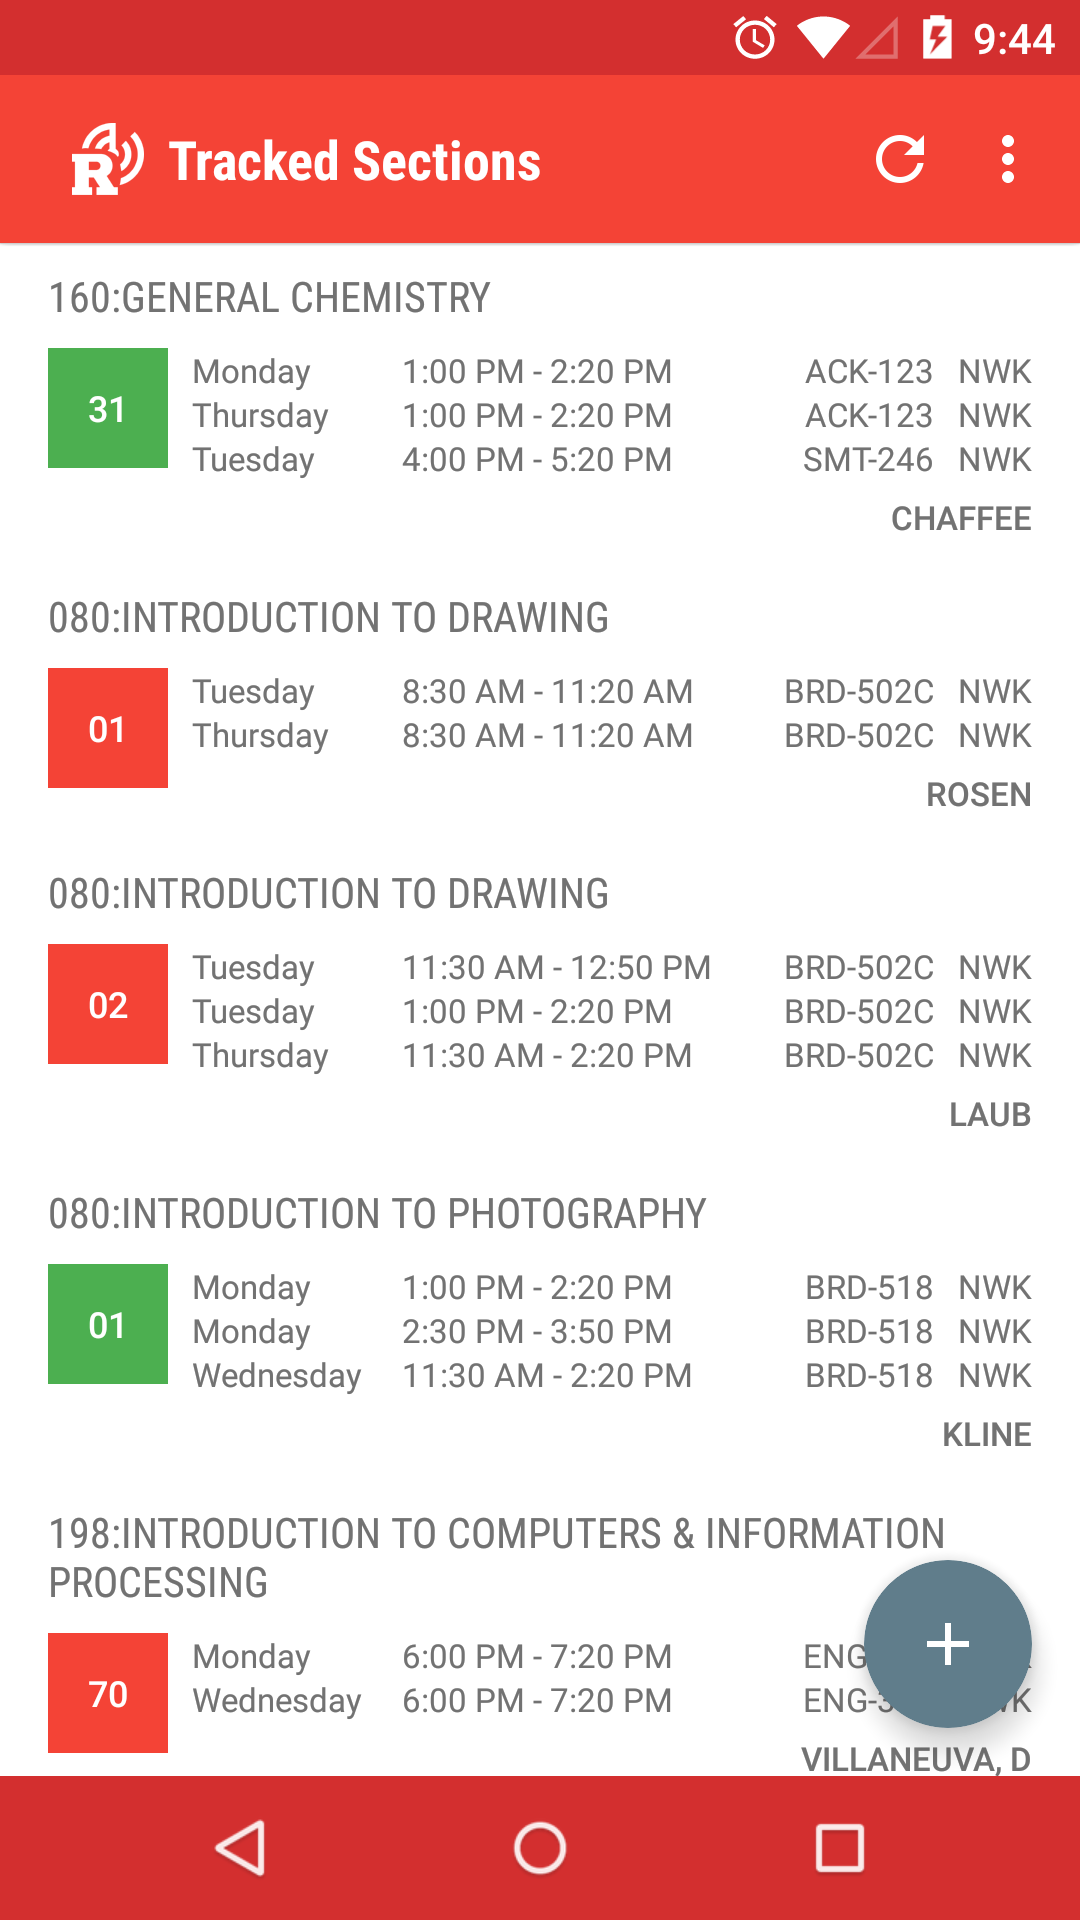 9:44
R Tracked Sections
160:GENERAL CHEMISTRY
31 Monday 1:00 PM - 2:20 PM ACK-123 NWK
Thursday 1:00 PM - 2:20 PM ACK-123 NWK
Tuesday 4:00 PM - 5:20 PM SMT-246 NWK
CHAFFEE
080:INTRODUCTION TO DRAWING
01 Tuesday 8:30 AM - 11:20 AM BRD-502C NWK
Thursday 8:30 AM - 11:20 AM BRD-502C NWK
ROSEN
080:INTRODUCTION TO DRAWING
02 Tuesday 11:30 AM - 12:50 PM BRD-502C NWK
Tuesday 1:00 PM - 2:20 PM BRD-502C NWK
Thursday 11:30 AM - 2:20 PM BRD-502C NWK
LAUB
080:INTRODUCTION TO PHOTOGRAPHY
01 Monday 1:00 PM - 2:20 PM BRD-518 NWK
Monday 2:30 PM - 3:50 PM BRD-518 NWK
Wednesday 11:30 AM - 2:20 PM BRD-518 NWK
KLINE
198:INTRODUCTION TO COMPUTERS & INFORMATION
PROCESSING
70 Monday 6:00 PM - 7:20 PM
Wednesday 6:00 PM - 7:20 PM
VILLANEUVA, D